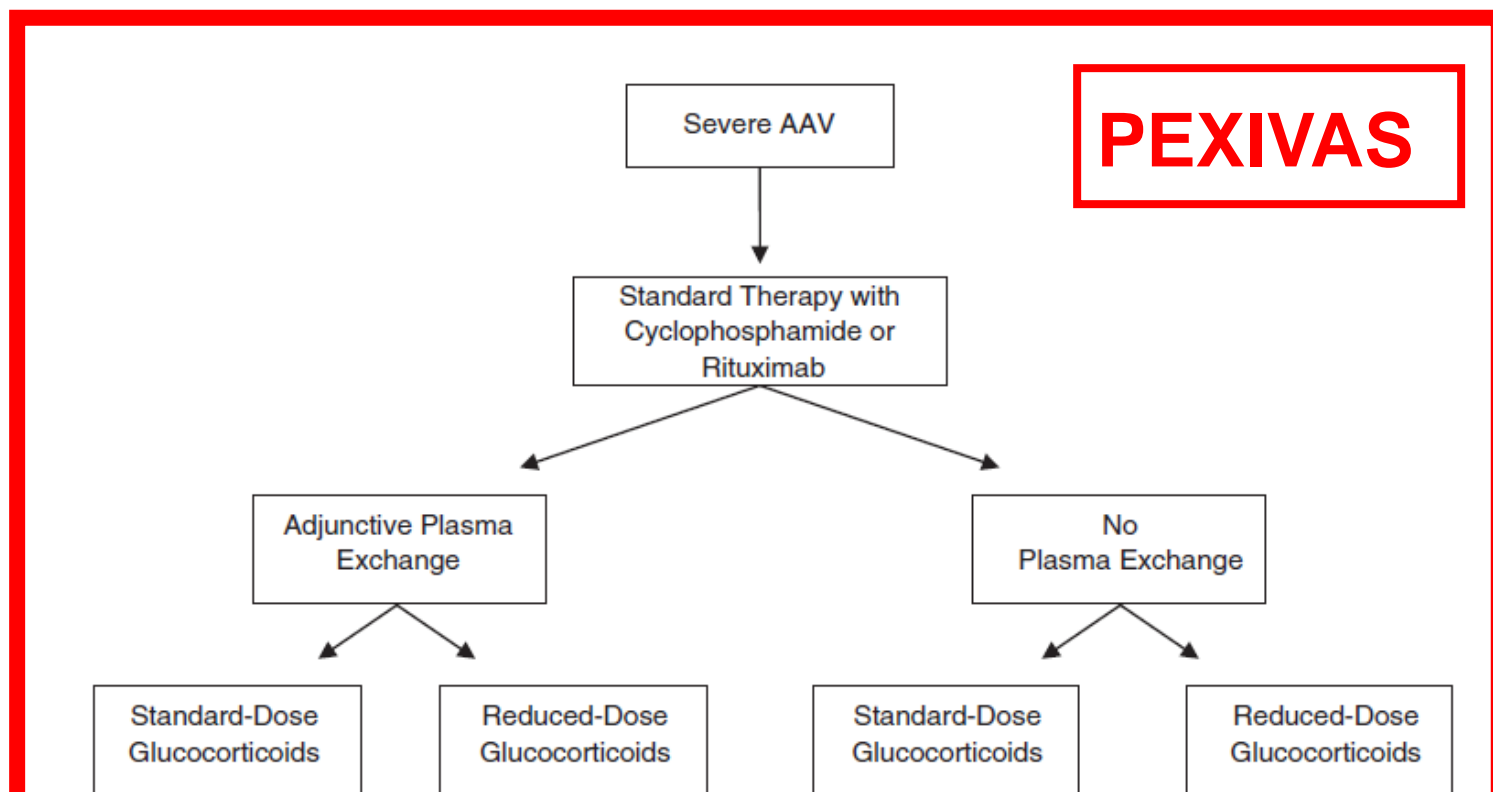 PEXIVAS
Severe AAV
Standard Therapy with
Cyclophosphamide or
Rituximab
Adjunctive Plasma
Exchange
No
Plasma Exchange
Standard-Dose
Glucocorticoids
Reduced-Dose
Glucocorticoids
Standard-Dose
Glucocorticoids
Reduced-Dose
Glucocorticoids